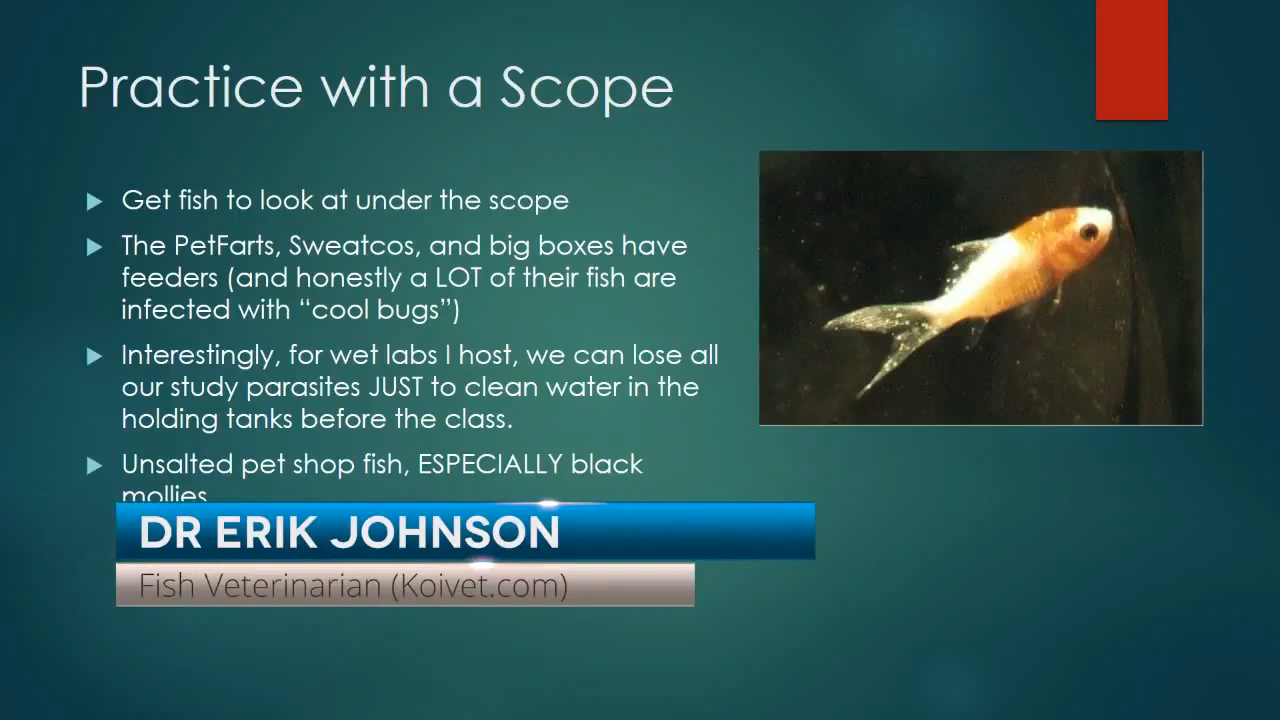 Practice with a Scope
Get fish to look at under the scope
The PetFarts, Sweatcos, and big boxes have
feeders (and honestly a LOT of their fish are
infected with “cool bugs”)
Interestingly, for wet labs I host, we can lose all
our study parasites JUST to clean water in the
holding tanks before the class.
Unsalted pet shop fish, ESPECIALLY black
mollies
DR ERIK JOHNSON
Fish Veterinarian (Koivet.com)